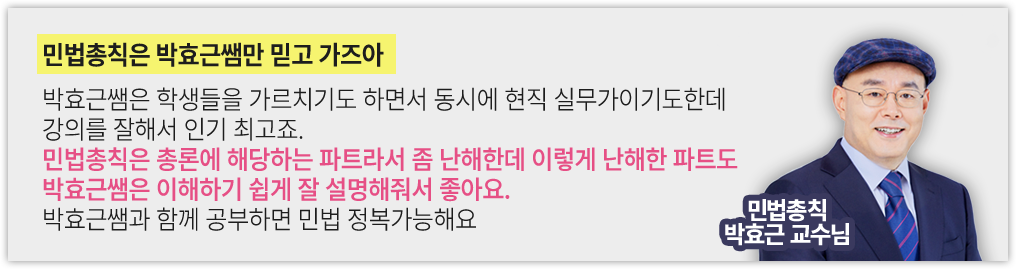 민법총칙은 박효근쌤만 믿고 가즈아
박효근쌤은 학생들을 가르치기도 하면서 동시에 현직 실무가이기도한데
강의를 잘해서 인기 최고죠.
민법총칙은 총론에 해당하는 파트라서 좀 난해한데 이렇게 난해한 파트도
박효근쌤은 이해하기 쉽게 잘 설명해줘서 좋아요.
박효근쌤과 함께 공부하면 민법 정복가능해요
민법총칙
박효근 교수님